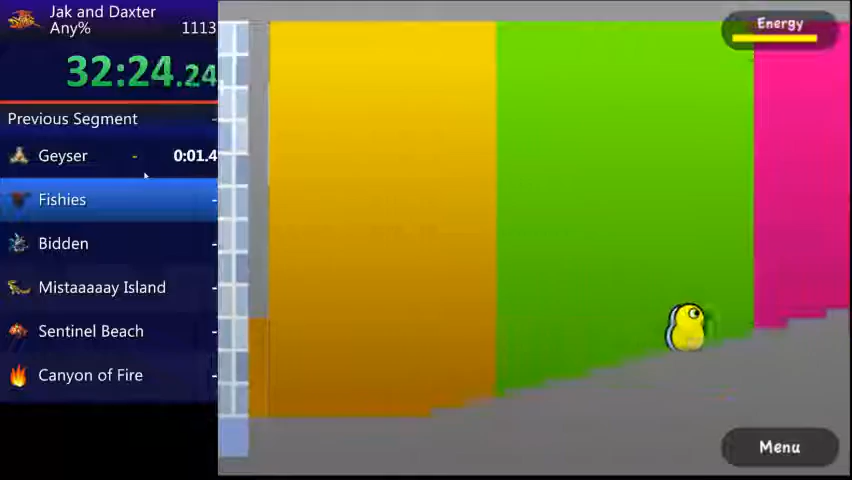 Jak and Daxter
Any% 1113
32:24.24
Previous Segment -
Geyser - 0:01.4
Fishies -
Bidden -
Mistaaaaay Island -
Sentinel Beach -
Canyon of Fire -
Energy
Menu